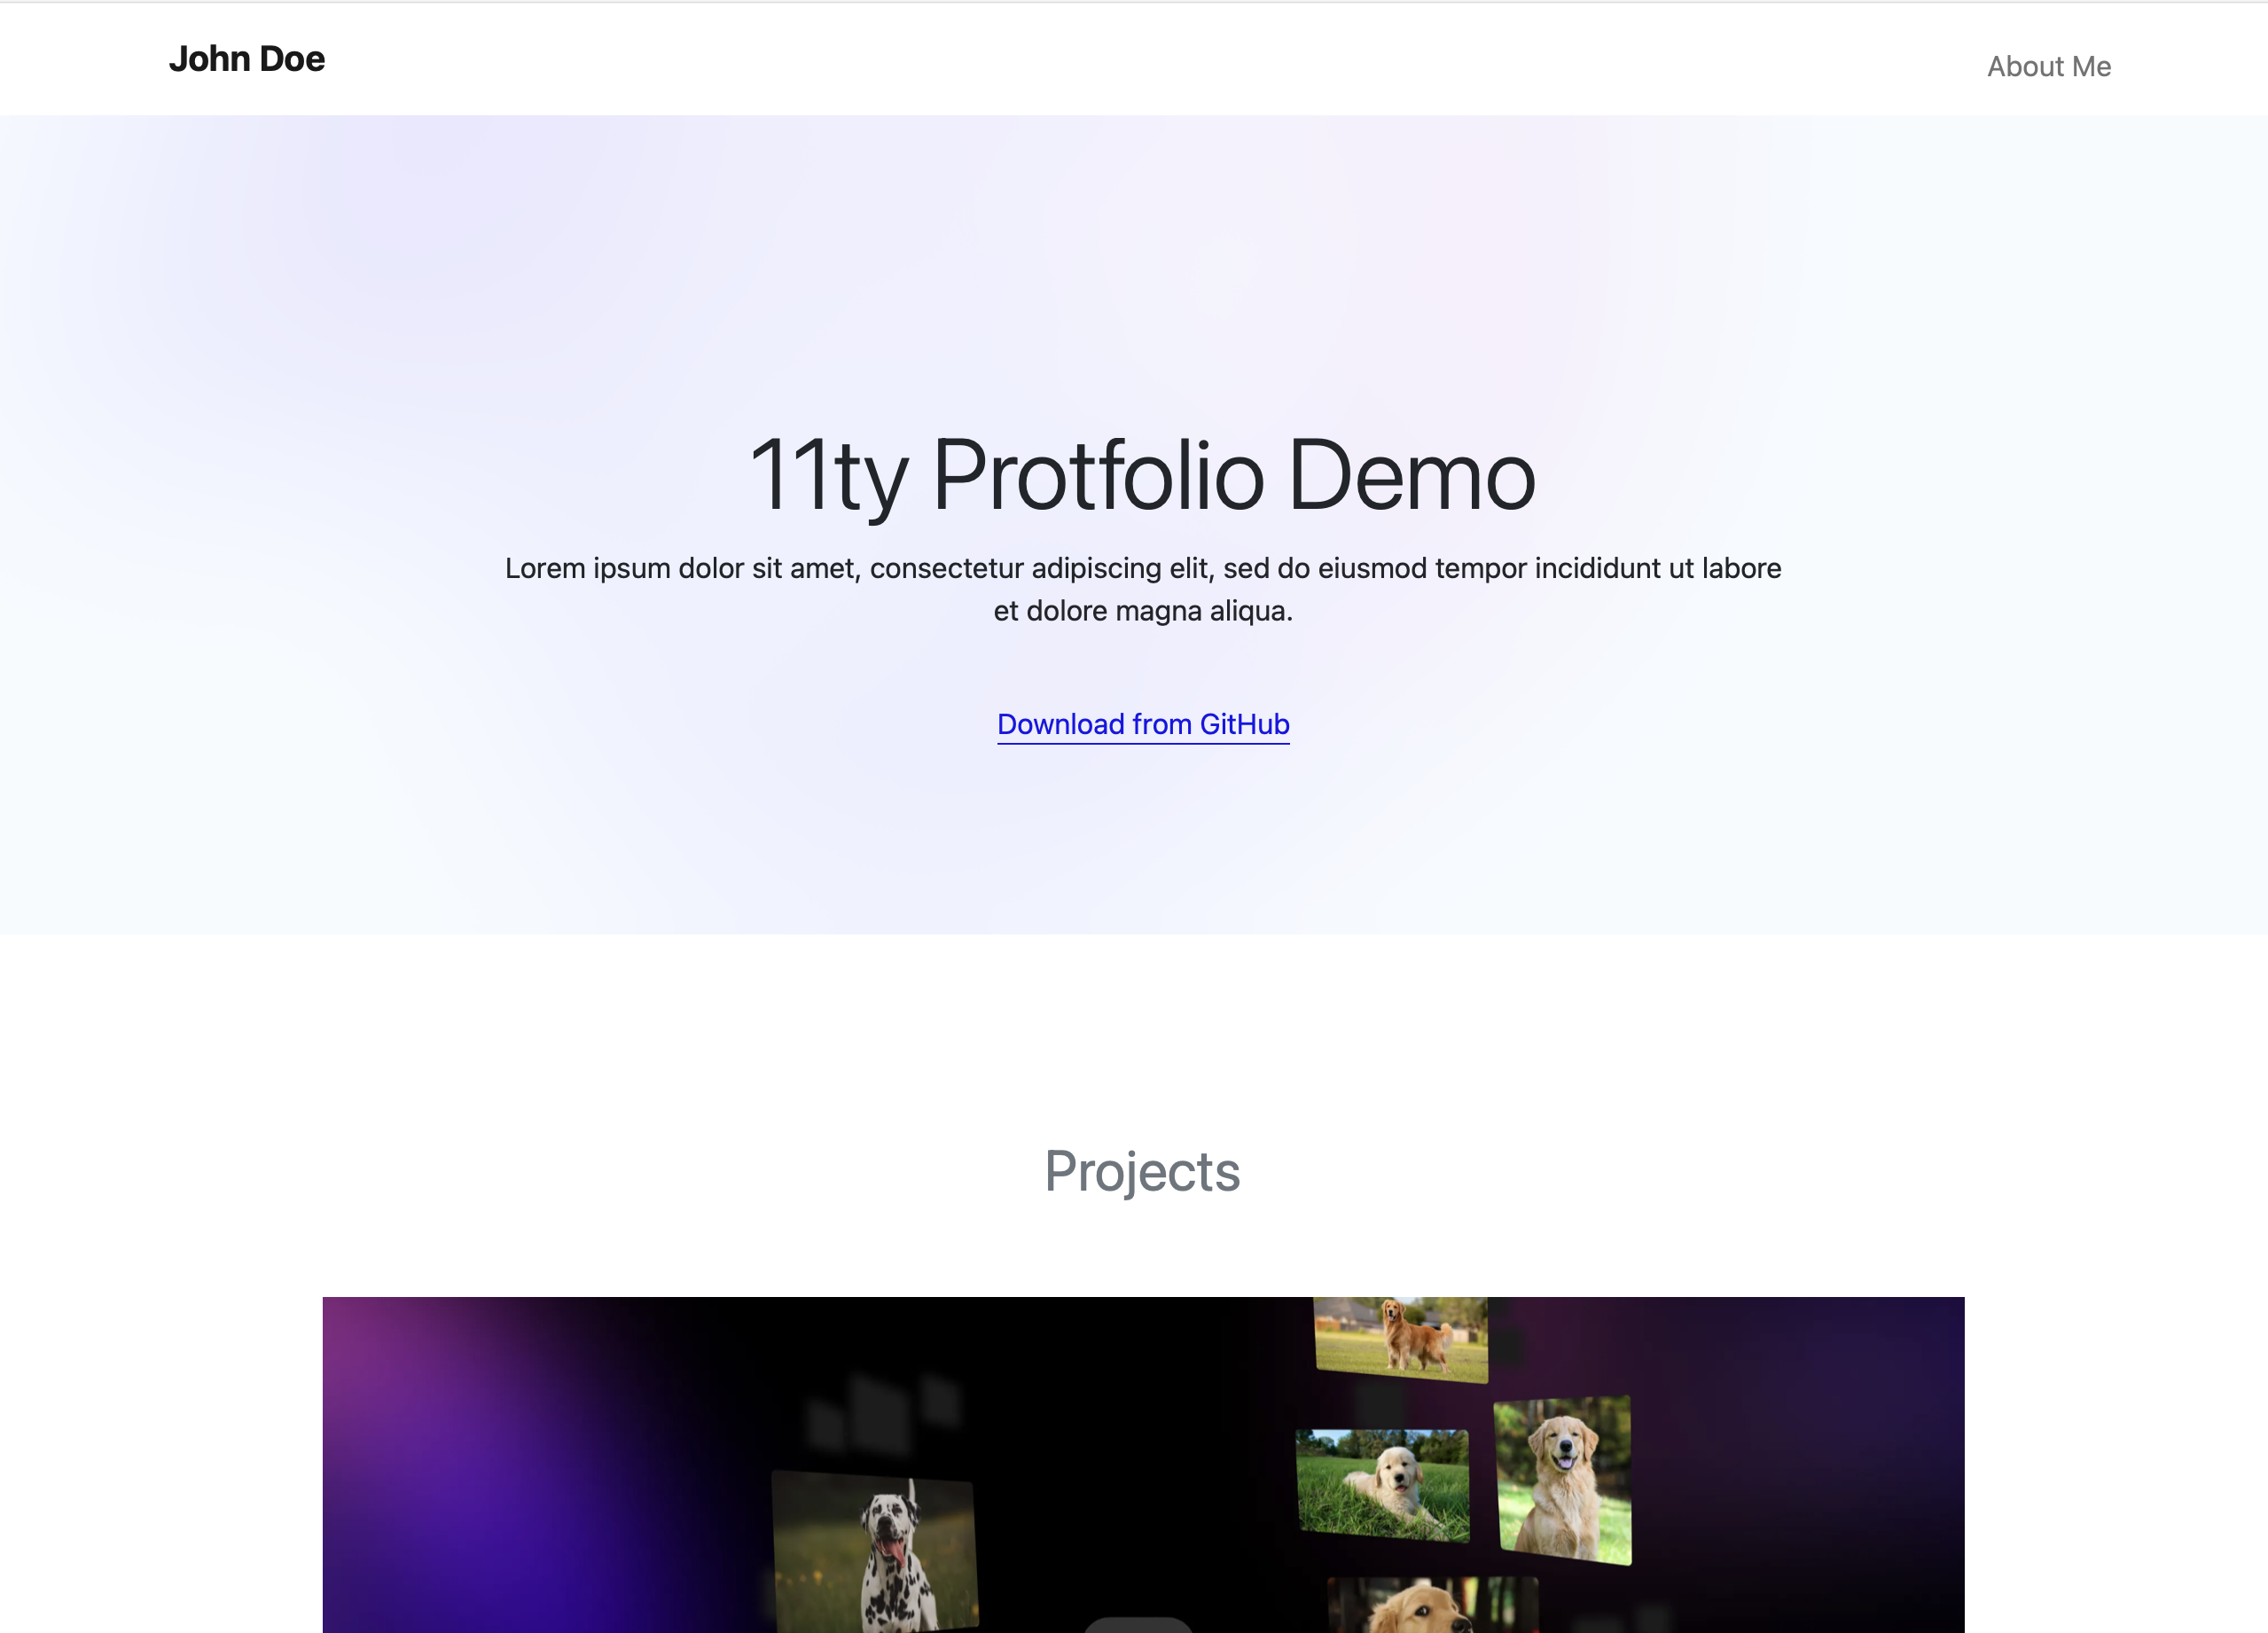 John Doe
About Me
11ty Protfolio Demo
Lorem ipsum dolor sit amet, consectetur adipiscing elit, sed do eiusmod tempor incididunt ut labore
et dolore magna aliqua.
Download from GitHub
Projects